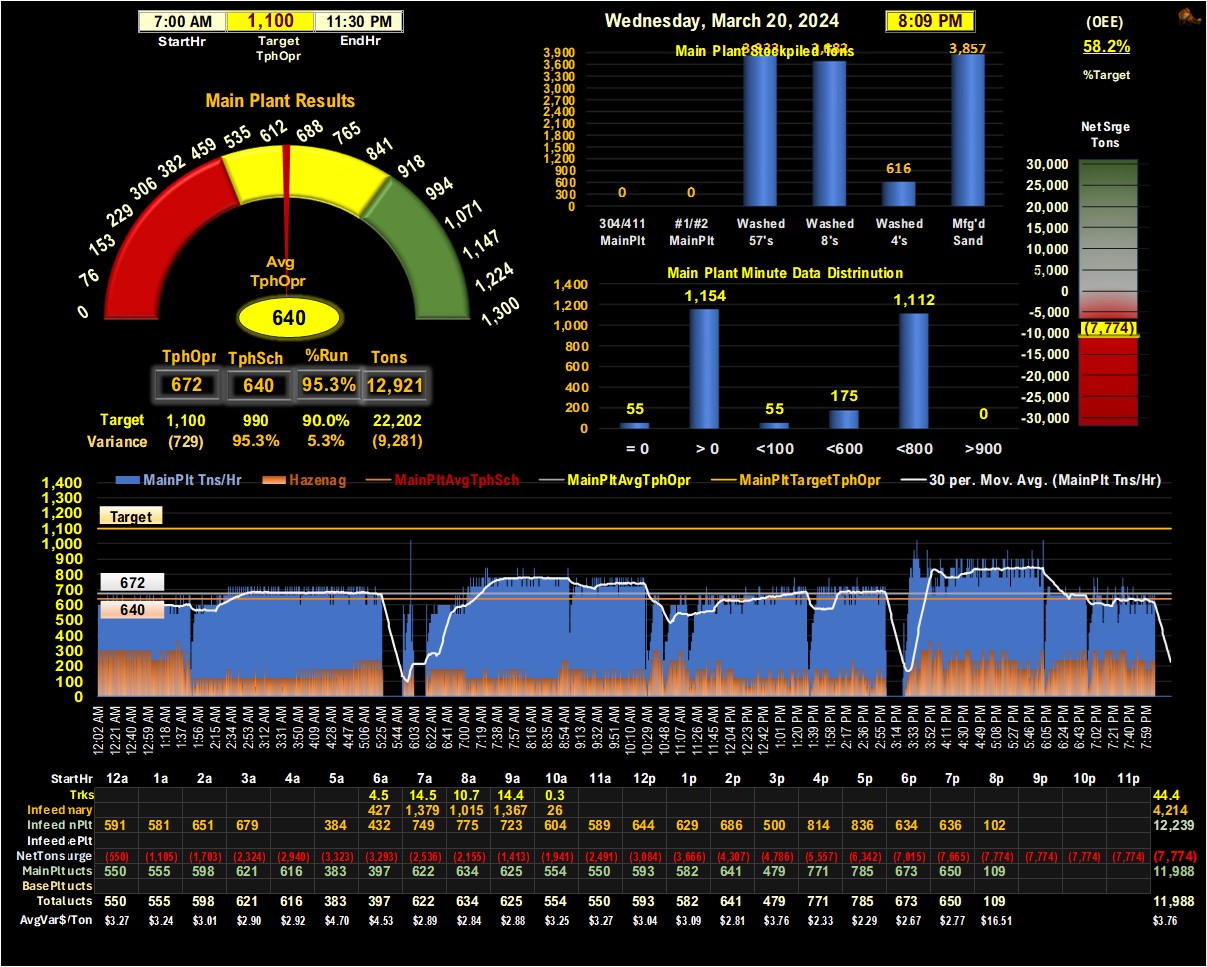 7:00 AM 1,100 11:30 PM
StartHr Target TphOpr EndHr
Wednesday, March 20, 2024 8:09 PM
(OEE)
58.2%
%Target
Main Plant Results
0 76 153 229 306 382 459 535 612 688 765 841 918 994 1,071 1,147 1,224 1,300
Avg
TphOpr
640
TphOpr TphSch %Run Tons
672 640 95.3% 12,921
Target 1,100 990 90.0% 22,202
Variance (729) 95.3% 5.3% (9,281)
Main Plant Stockpiled Tons
3,900
3,600
3,300
3,000
2,700
2,400
2,100
1,800
1,500
1,200
900
600
300
0
0 0 616 3,857
304/411 MainPlt
#1/#2 MainPlt
Washed 57's
Washed 8's
Washed 4's
Mfg'd Sand
Main Plant Minute Data Distrinution
1,400
1,200
1,000
800
600
400
200
0
55 1,154 55 175 1,112 0
= 0 > 0 <100 <600 <800 >900
Net Srge
Tons
30,000
25,000
20,000
15,000
10,000
5,000
0
-5,000
-10,000
-15,000
-20,000
-25,000
-30,000
(7,774)
MainPlt Tns/Hr Hazenag MainPltAvgTphSch MainPltAvgTphOpr MainPltTargetTphOpr 30 per. Mov. Avg. (MainPlt Tns/Hr)
1,400
1,300
1,200
1,100
1,000
900
800
700
600
500
400
300
200
100
0
Target
672
640
12:02 AM 12:21 AM 12:40 AM 12:59 AM 1:18 AM 1:37 AM 1:56 AM 2:15 AM 2:34 AM 2:53 AM 3:12 AM 3:31 AM 3:50 AM 4:09 AM 4:28 AM 4:47 AM 5:06 AM 5:25 AM 5:44 AM 6:03 AM 6:22 AM 6:41 AM 7:00 AM 7:19 AM 7:38 AM 7:57 AM 8:16 AM 8:35 AM 8:54 AM 9:13 AM 9:32 AM 9:51 AM 10:10 AM 10:29 AM 10:48 AM 11:07 AM 11:26 AM 11:45 AM 12:04 PM 12:23 PM 12:42 PM 1:01 PM 1:20 PM 1:39 PM 1:58 PM 2:17 PM 2:36 PM 2:55 PM 3:14 PM 3:33 PM 3:52 PM 4:11 PM 4:30 PM 4:49 PM 5:08 PM 5:27 PM 5:46 PM 6:05 PM 6:24 PM 6:43 PM 7:02 PM 7:21 PM 7:40 PM 7:59 PM
StartHr 12a 1a 2a 3a 4a 5a 6a 7a 8a 9a 10a 11a 12p 1p 2p 3p 4p 5p 6p 7p 8p 9p 10p 11p
Trks 4.5 14.5 10.7 14.4 0.3 44.4
Infeed nary 427 1,379 1,015 1,367 26 4,214
Infeed nPlt 591 581 651 679 384 432 749 775 723 604 589 644 629 686 500 814 836 634 636 102 12,239
Infeed ePlt
NetTons urge (550) (1,105) (1,703) (2,324) (2,940) (3,323) (3,293) (2,536) (2,155) (1,413) (1,941) (2,491) (3,084) (3,666) (4,307) (4,786) (5,557) (6,342) (7,015) (7,665) (7,774) (7,774) (7,774) (7,774) (7,774)
MainPlt ucts 550 555 598 621 616 383 397 622 634 625 554 550 593 582 641 479 771 785 673 650 109 11,988
BasePlt ucts
Total ucts 550 555 598 621 616 383 397 622 634 625 554 550 593 582 641 479 771 785 673 650 109 11,988
AvgVar$/Ton $3.27 $3.24 $3.01 $2.90 $2.92 $4.70 $4.53 $2.89 $2.84 $2.88 $3.25 $3.27 $3.04 $3.09 $2.81 $3.76 $2.33 $2.29 $2.67 $2.77 $16.51 $3.76